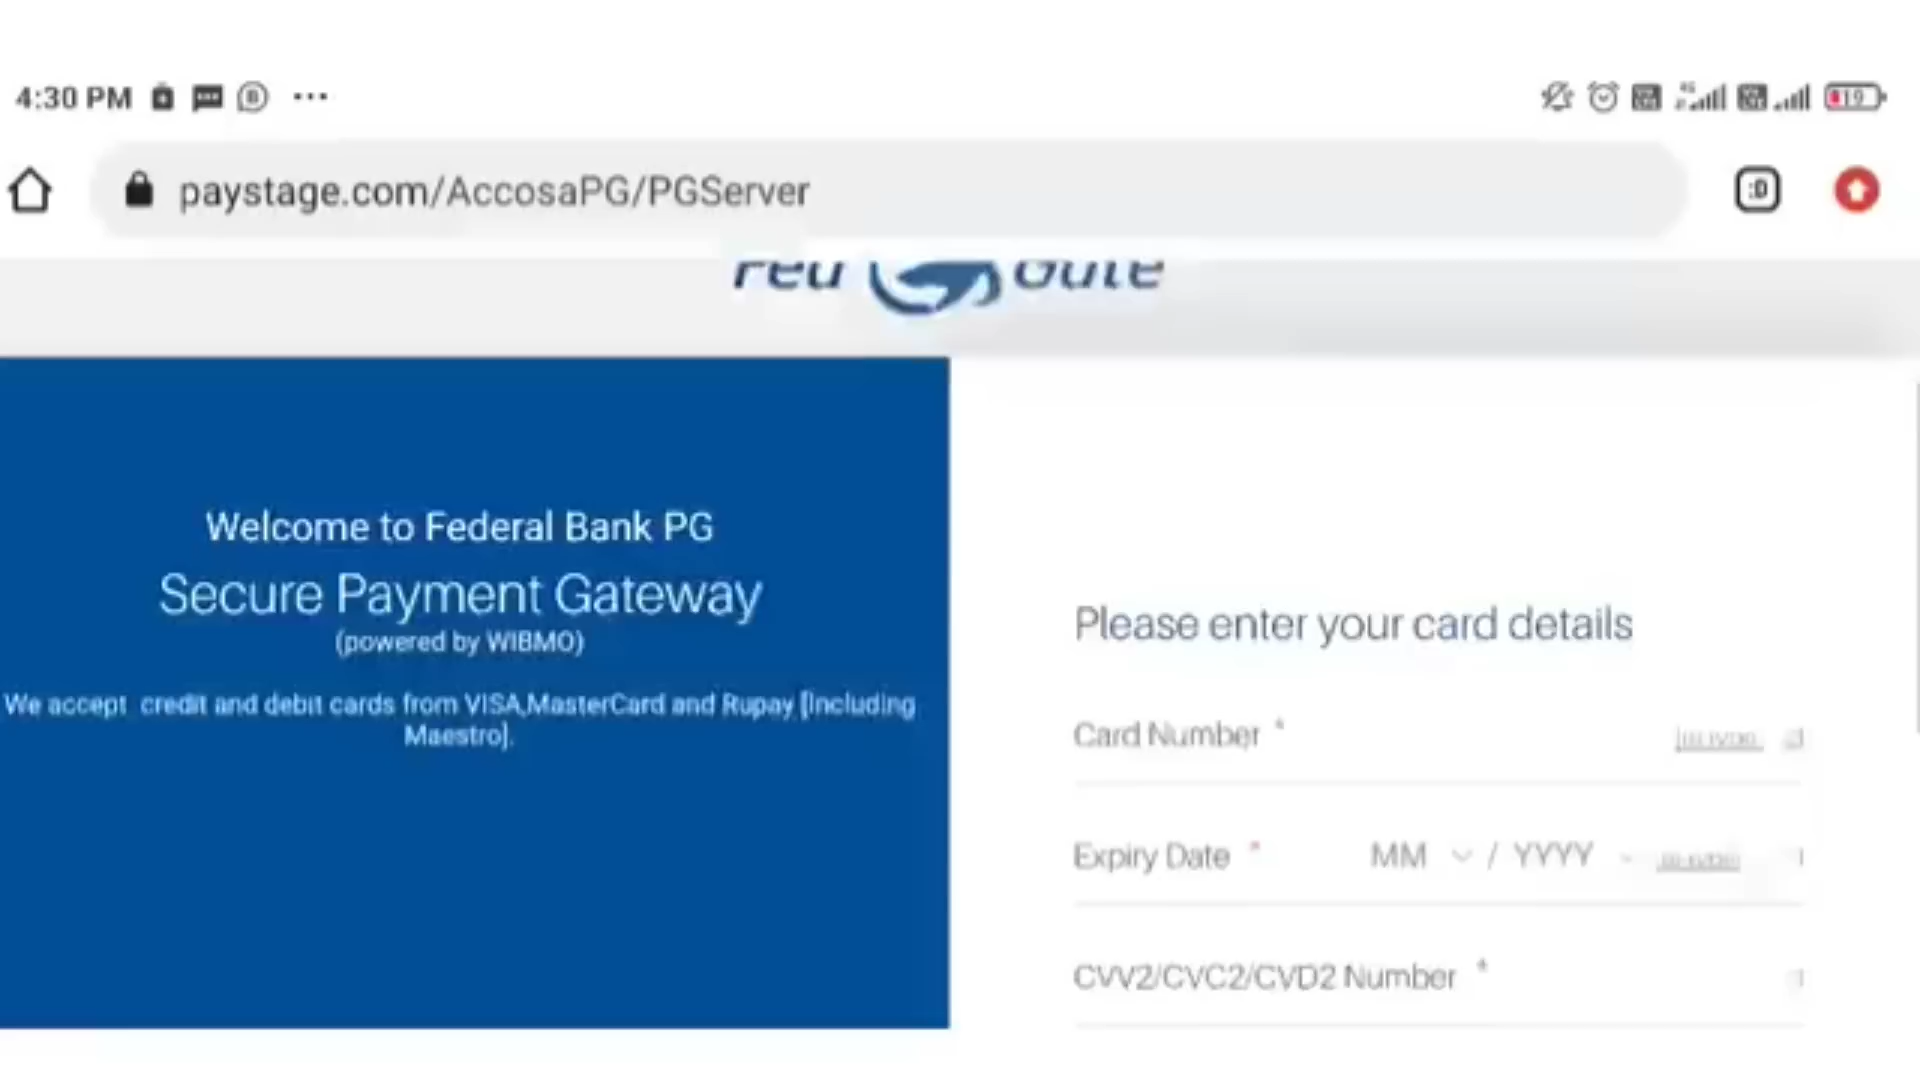 4:30 PM
19
paystage.com/AccosaPG/PGServer
:D
Welcome to Federal Bank PG
Secure Payment Gateway
(powered by WIBMO)
We accept credit and debit cards from VISA,MasterCard and Rupay [Including
Maestro].
Please enter your card details
Card Number *
Expiry Date * MM / YYYY
CVV2/CVC2/CVD2 Number *